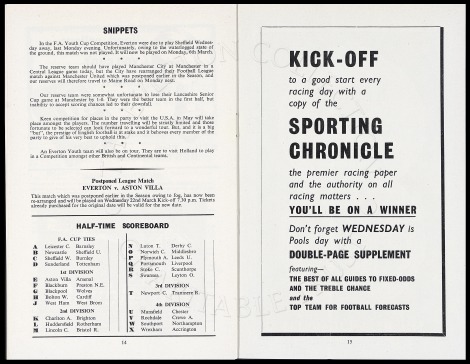 SNIPPETS
In the F.A. Youth Cup Competition, Everton were due to play Sheffield Wednes-
day away, last Monday evening. Unfortunately, owing to the waterlogged state of
the ground, this match was not played. It will now be played on Monday, 6th March.
* * *
The reserve team should have played Manchester City at Manchester in a
Central League game today, but the City have rearranged their Football League
match against Manchester United which was postponed earlier in the Season, and
our reserves will therefore travel to Maine Road on Monday next.
* * *
Our reserve team were somewhat unfortunate to lose their Lancashire Senior
Cup game at Manchester by 1-0. They were the better team in the first half, but
inability to accept scoring chances led to their downfall.
* * *
Keen competition for places in the party to visit the U.S.A. in May will take
place amongst the players. The number travelling will be strictly limited and those
fortunate to be selected can look forward to a wonderful tour. But, and it is a big
"but", the prestige of English football is at stake and it behoves every member of the
party to give of his very best to uphold this.
* * *
An Everton Youth team will also be on tour. They are to visit Holland to play
in a Competition amongst other British and Continental teams.
Postponed League Match
EVERTON v. ASTON VILLA
This match which was postponed earlier in the Season owing to fog, has now been
re-arranged and will be played on Wednesday 22nd March Kick-off 7.30 p.m. Tickets
already purchased for the original date will be valid for the new date.
HALF-TIME SCOREBOARD
F.A. CUP TIES
A Leicester C. Barnsley
B Newcastle Stoke
C Sheffield W. Burnley
D Sunderland Tottenham
1st DIVISION
E Aston Villa Arsenal
F Blackburn Preston N.E.
G Blackpool Wolves
H Bolton W. Cardiff
J West Ham West Brom
2nd DIVISION
K Charlton A. Brighton
L Huddersfield Rotherham
M Lincoln C. Bristol R.
N Luton T. Derby C.
O Norwich C. Middlesbro
P Plymouth A. Leeds U.
Q Portsmouth Liverpool
R Scunthorpe
S Swansea Leyton O.
3rd DIVISION
T Newport C. Tranmere R.
4th DIVISION
U Mansfield Chester
V Rochdale Crewe A.
W Southport Northampton
X Wrexham Accrington
14
KICK-OFF
to a good start every
racing day with a
copy of the
SPORTING
CHRONICLE
the premier racing paper
and the authority on all
racing matters . . .
YOU'LL BE ON A WINNER
Don't forget WEDNESDAY is
Pools day with a
DOUBLE-PAGE SUPPLEMENT
featuring—
THE BEST OF ALL GUIDES TO FIXED-ODDS
AND THE TREBLE CHANCE
and the
TOP TEAM FOR FOOTBALL FORECASTS
15